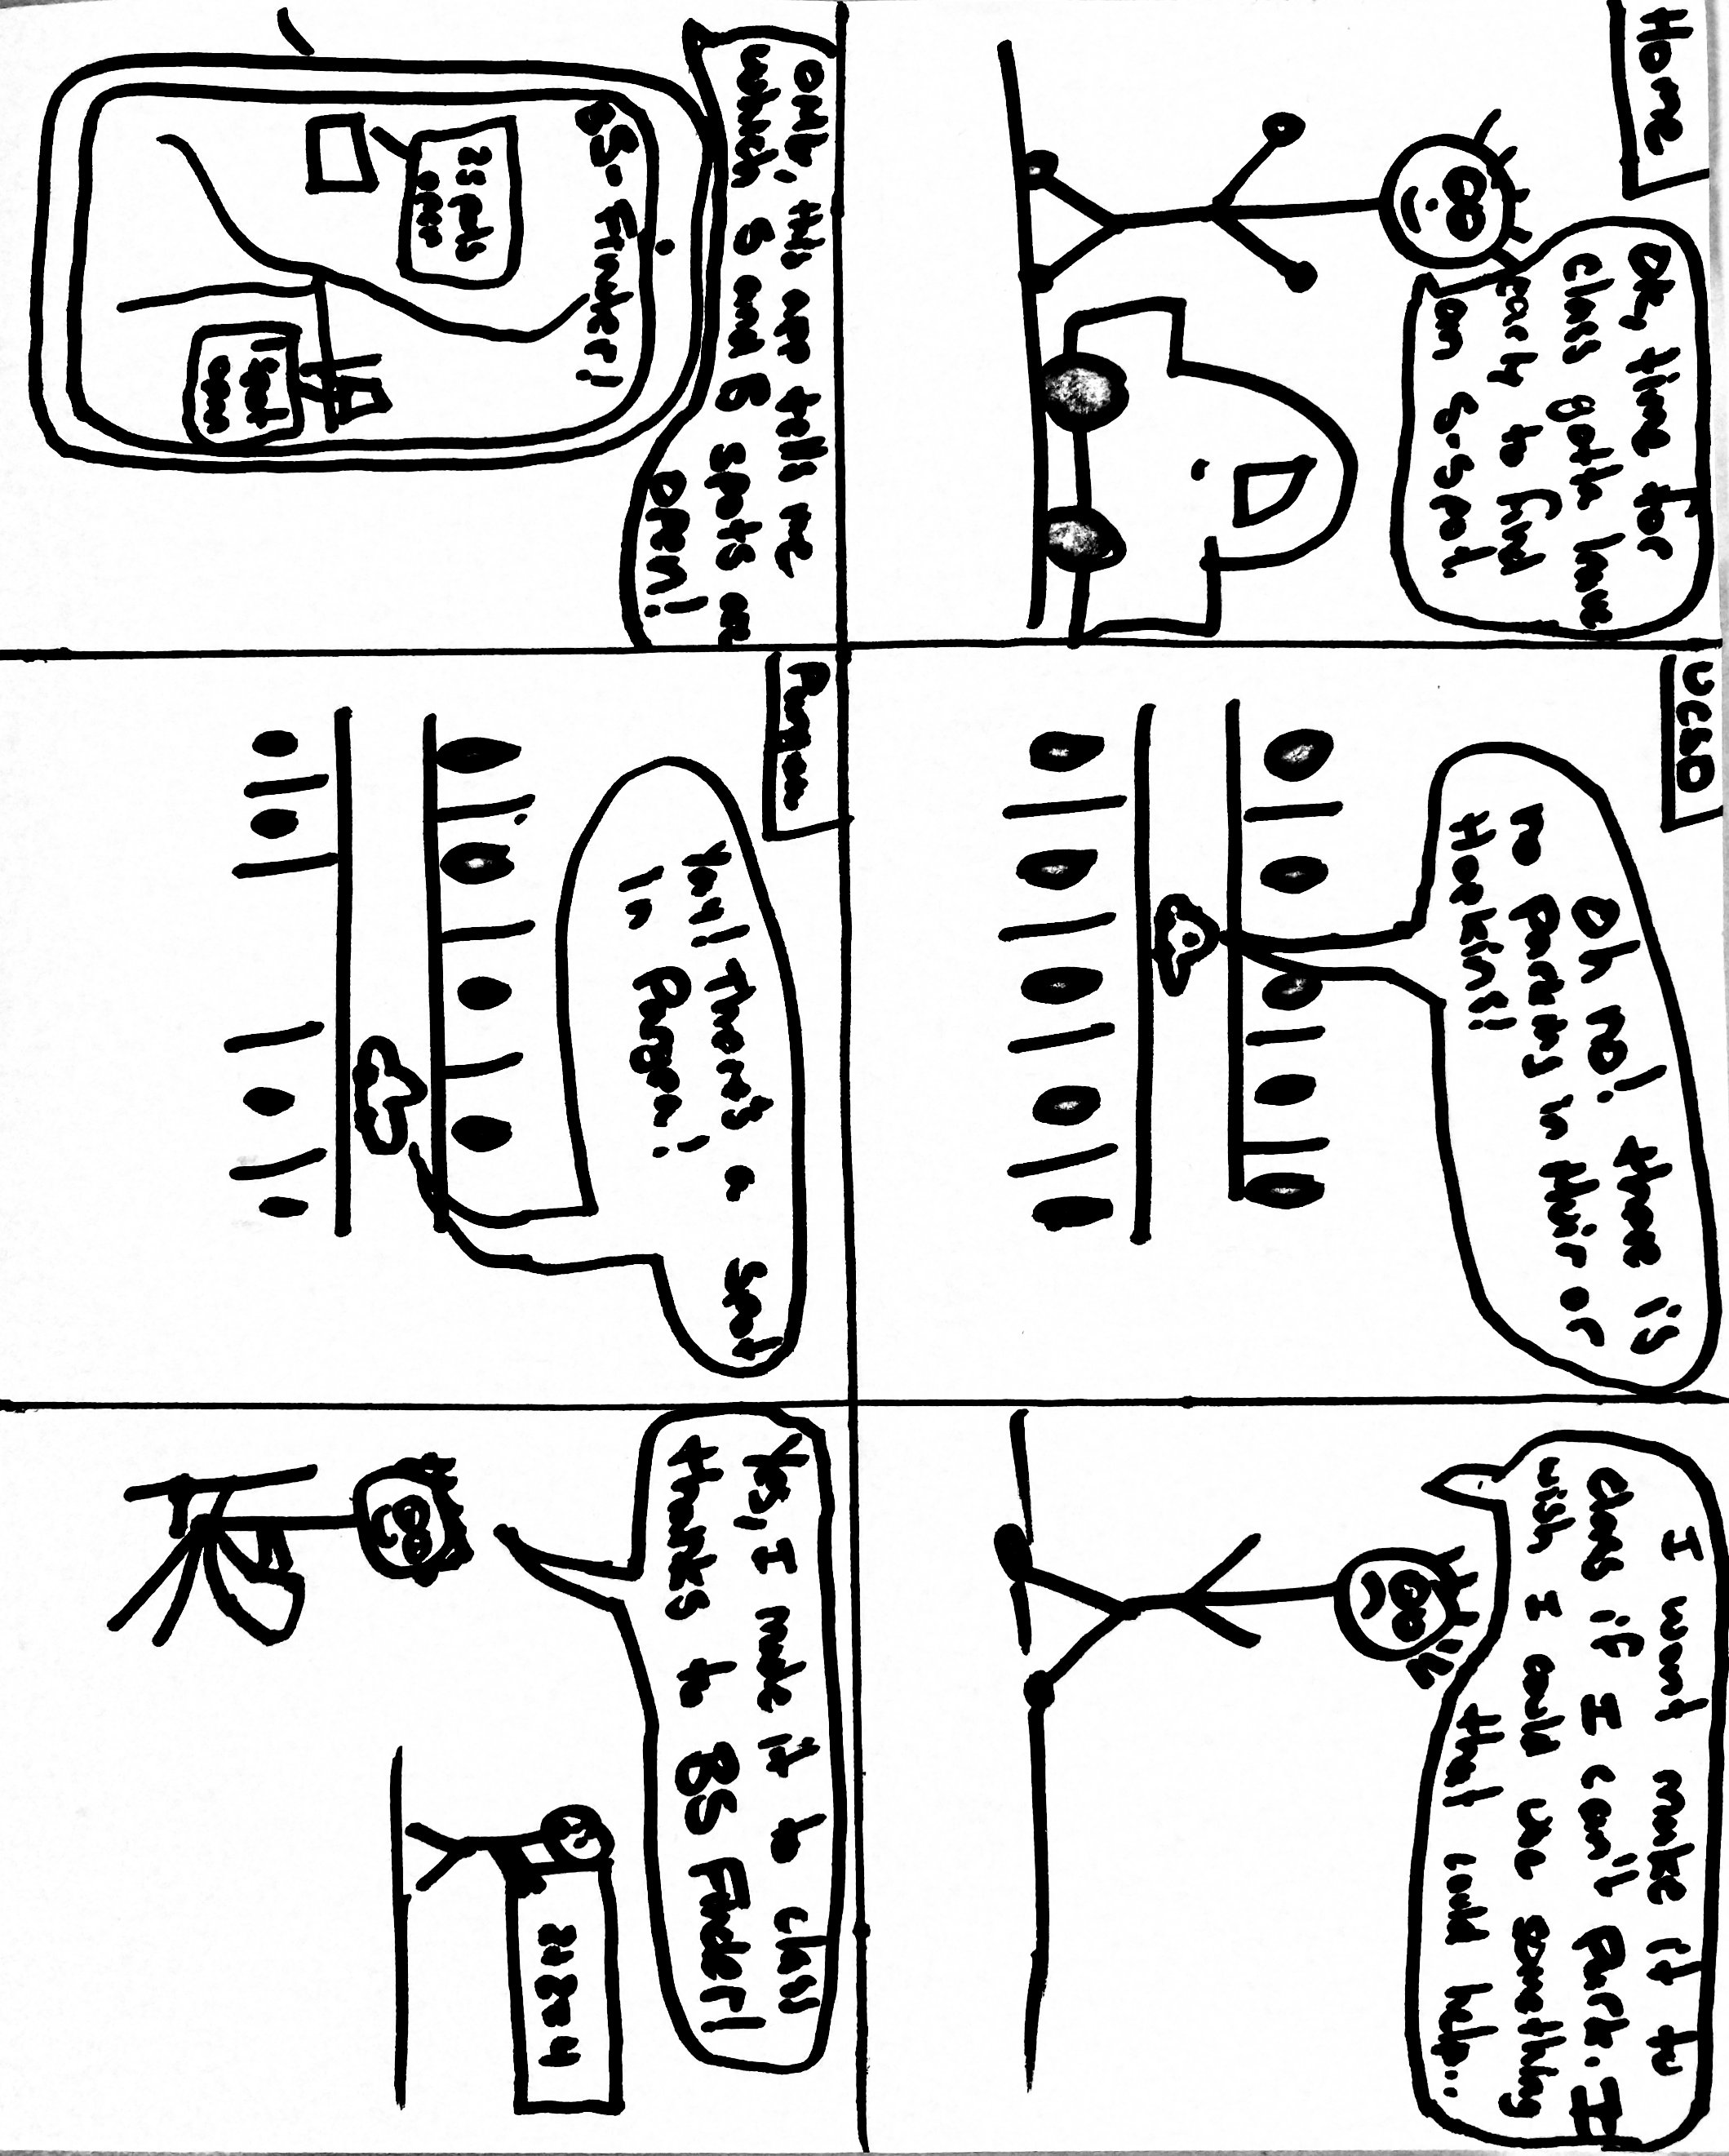 Home
Ok, time for
class gotta leave
early to find
an S-Spot.
UCSD
Oh no! there is
no Parking in Muir or
Hopkins!
I wont make it to
class if I can't Park. I
wish I could use something
that could help..
OMG, this app tells me
which S and B spots are
open!
BS-Finder!
2 spots
open
1 spot
open
Pangea
Yay! There's a spot
in Pangea!
Yes, I made it to class
thanks to BS Finder!
2+2=4